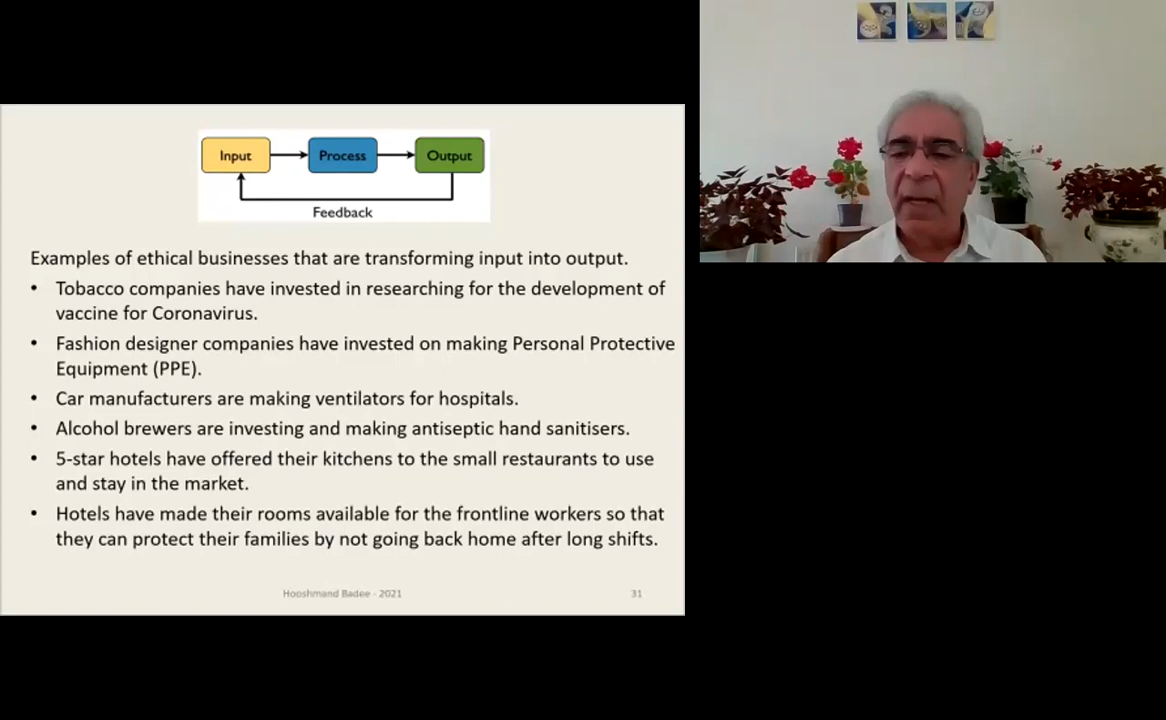 Input
Process
Output
Feedback
Examples of ethical businesses that are transforming input into output.
• Tobacco companies have invested in researching for the development of
vaccine for Coronavirus.
• Fashion designer companies have invested on making Personal Protective
Equipment (PPE).
• Car manufacturers are making ventilators for hospitals.
• Alcohol brewers are investing and making antiseptic hand sanitisers.
• 5-star hotels have offered their kitchens to the small restaurants to use
and stay in the market.
• Hotels have made their rooms available for the frontline workers so that
they can protect their families by not going back home after long shifts.
Hooshmand Badee - 2021
31